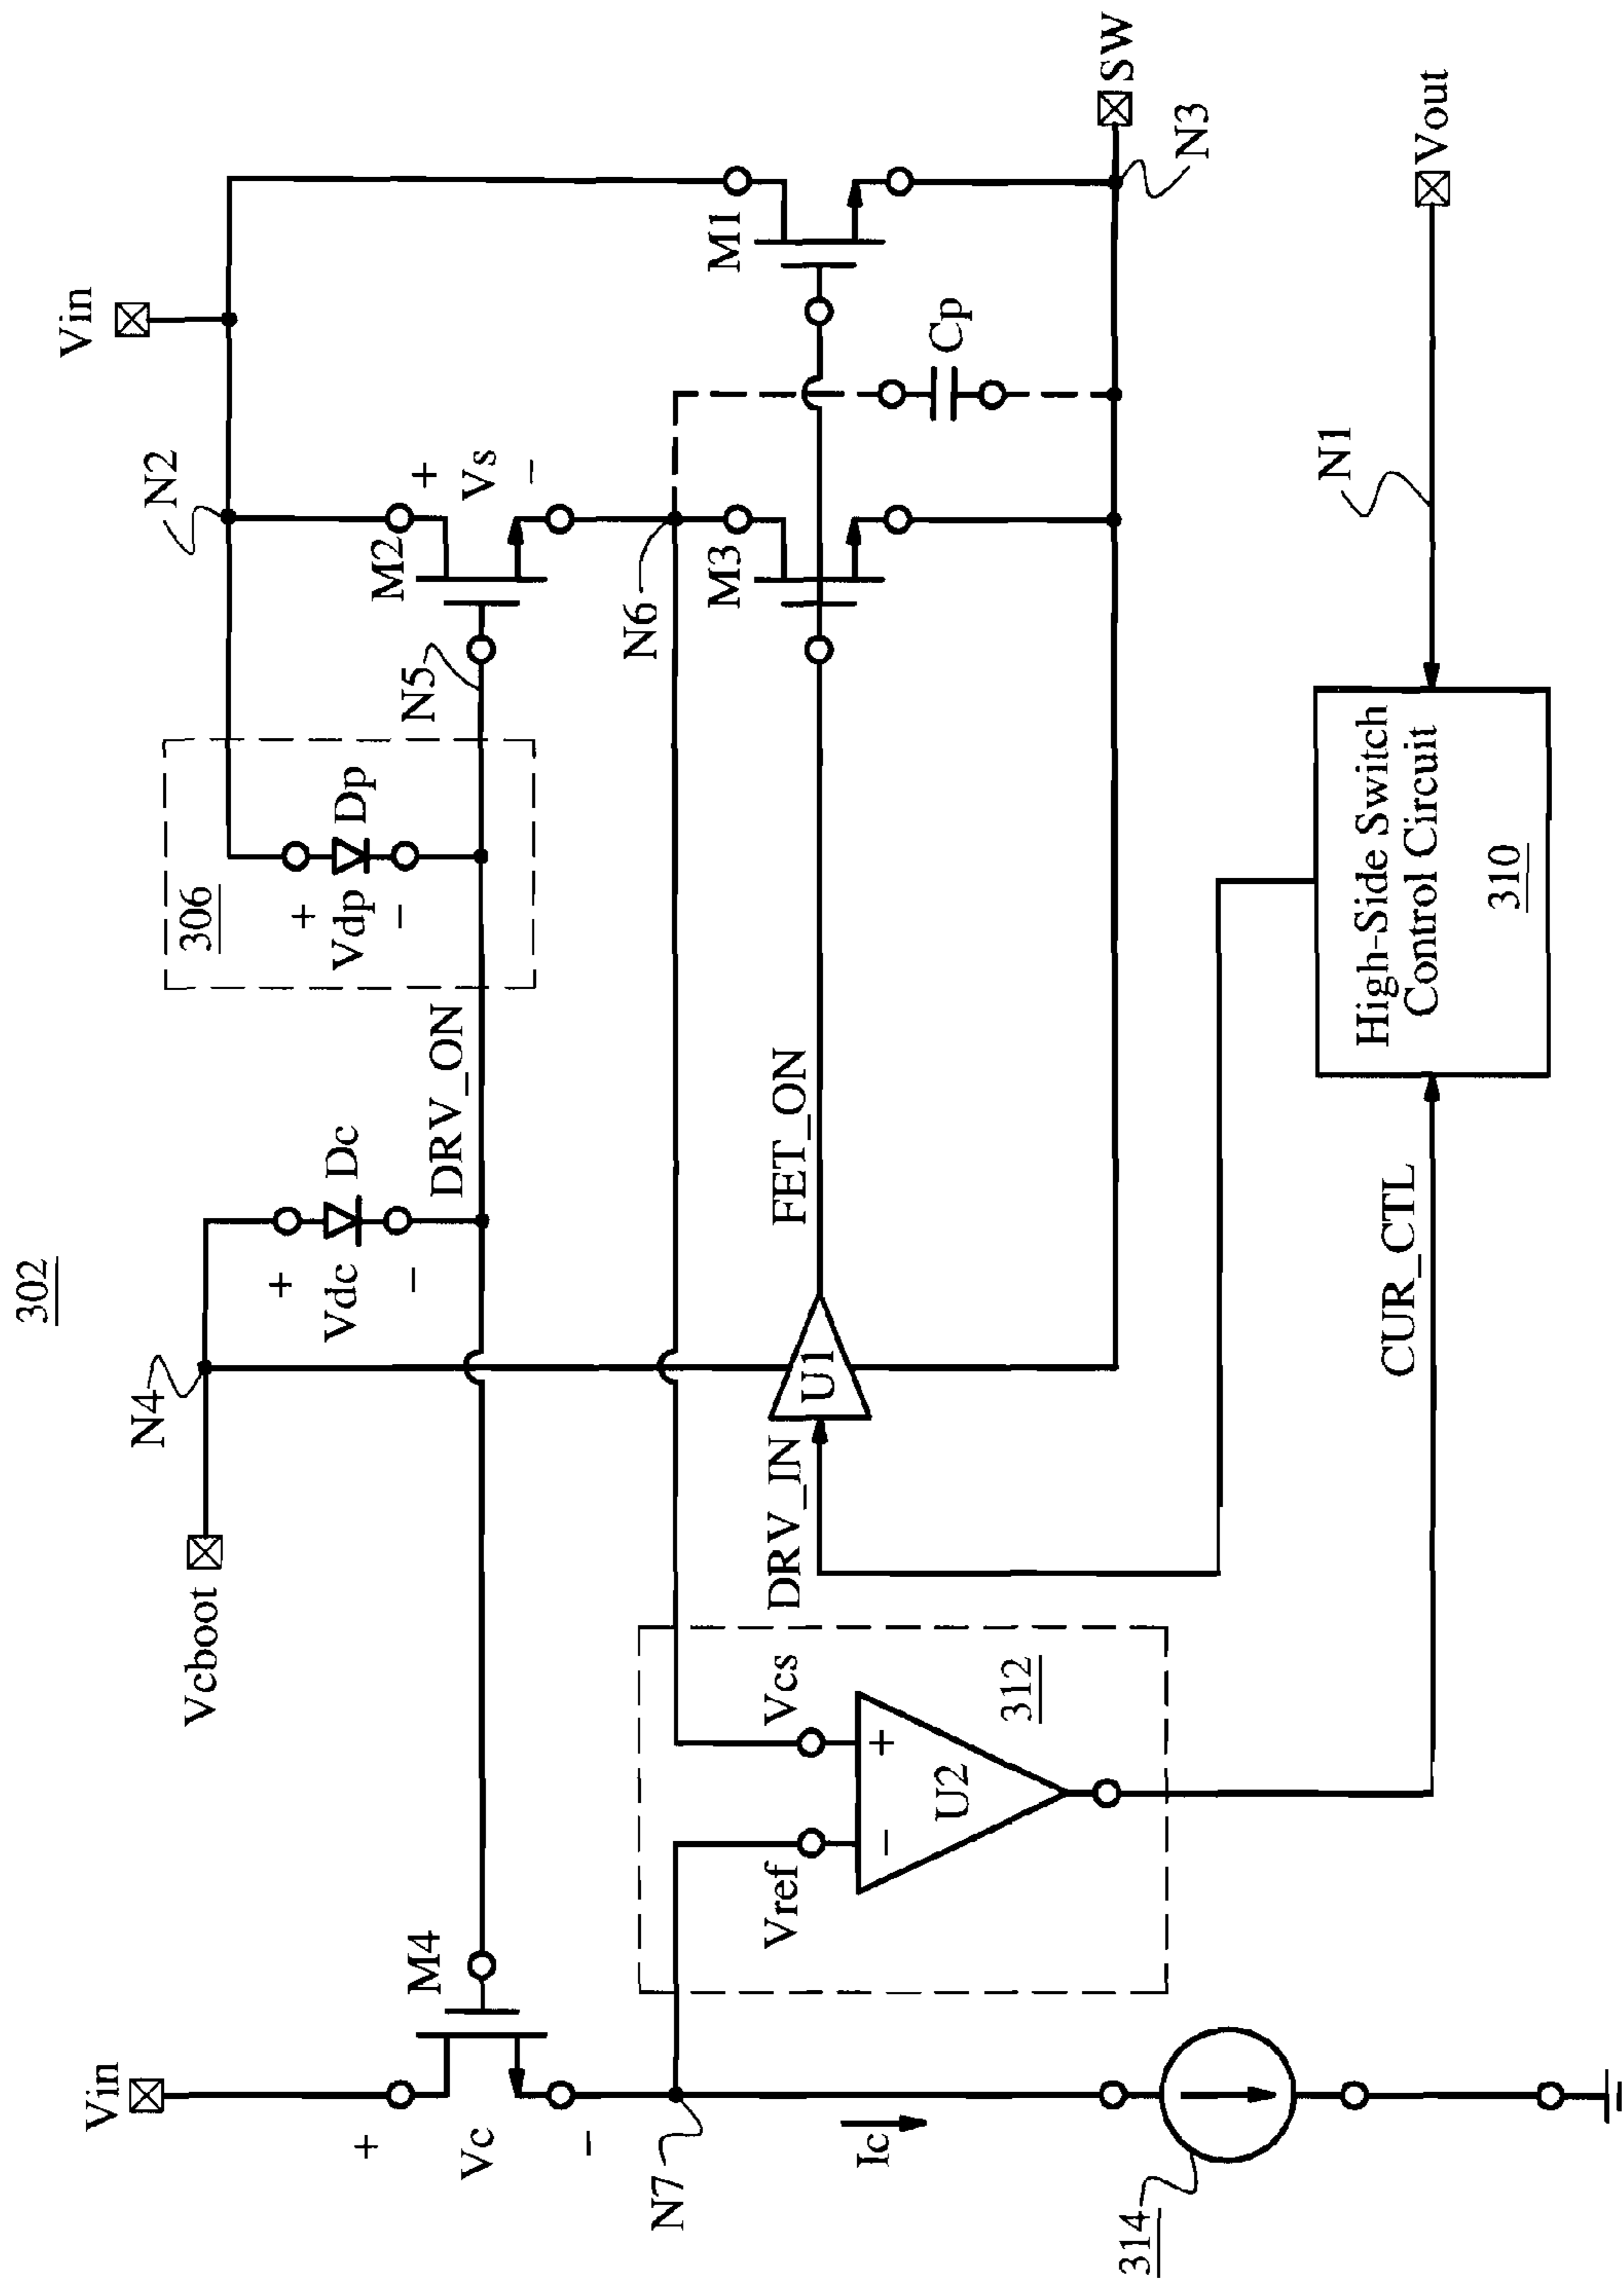 302
Vin
+
Vc
−
M4
N7
Ic
314
Vcboot
N4
+
Vdc
−
Dc
DRV_ON
306
+
Vdp
−
Dp
N5
N2
Vin
M2
+
Vs
−
N6
M3
M1
Cp
SW
N3
FET_ON
U1
DRV_IN
Vref
Vcs
−
+
U2
312
CUR_CTL
High-Side Switch
Control Circuit
310
N1
Vout